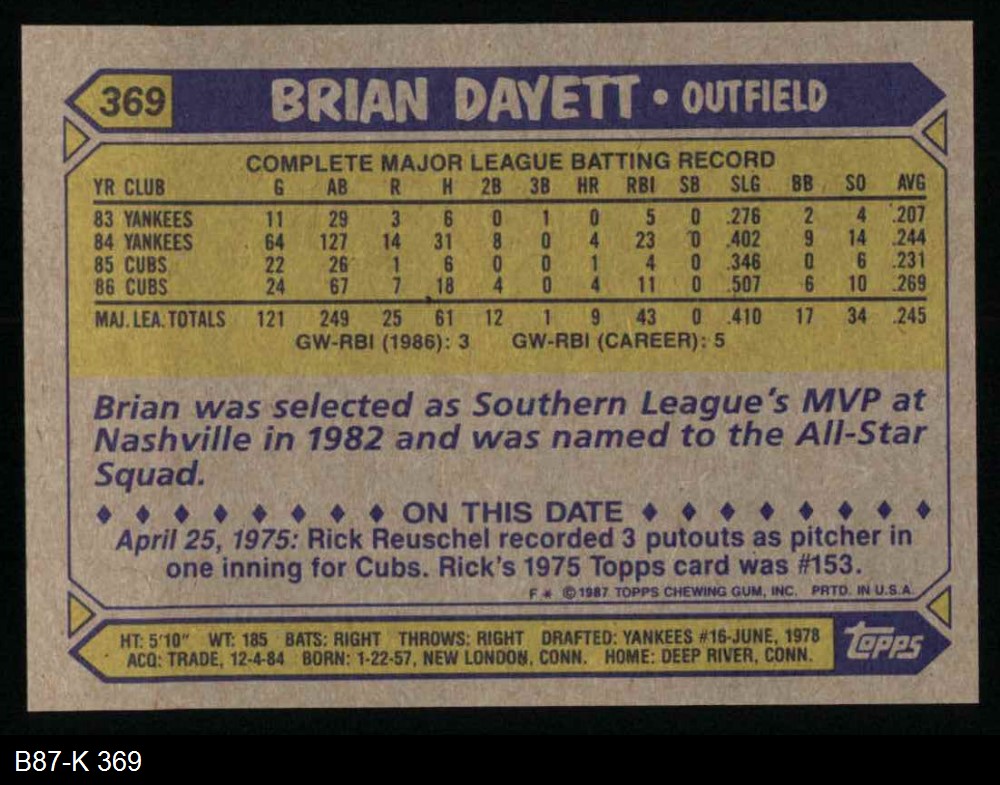 369 BRIAN DAYETT • OUTFIELD
COMPLETE MAJOR LEAGUE BATTING RECORD
YR CLUB G AB R H 2B 3B HR RBI SB SLG BB SO AVG
83 YANKEES 11 29 3 6 0 1 0 5 0 .276 2 4 .207
84 YANKEES 64 127 14 31 8 0 4 23 0 .402 9 14 .244
85 CUBS 22 26 1 6 0 0 1 4 0 .346 0 6 .231
86 CUBS 24 67 7 18 4 0 4 11 0 .507 6 10 .269
MAJ. LEA. TOTALS 121 249 25 61 12 1 9 43 0 .410 17 34 .245
GW-RBI (1986): 3 GW-RBI (CAREER): 5
Brian was selected as Southern League's MVP at
Nashville in 1982 and was named to the All-Star
Squad.
♦ ♦ ♦ ♦ ♦ ♦ ♦ ♦ ON THIS DATE ♦ ♦ ♦ ♦ ♦ ♦ ♦ ♦
April 25, 1975: Rick Reuschel recorded 3 putouts as pitcher in
one inning for Cubs. Rick's 1975 Topps card was #153.
F * ©1987 TOPPS CHEWING GUM, INC. PRTD. IN U.S.A.
HT: 5'10" WT: 185 BATS: RIGHT THROWS: RIGHT DRAFTED: YANKEES #16-JUNE, 1978
ACQ: TRADE, 12-4-84 BORN: 1-22-57, NEW LONDON, CONN. HOME: DEEP RIVER, CONN.
topps
B87-K 369